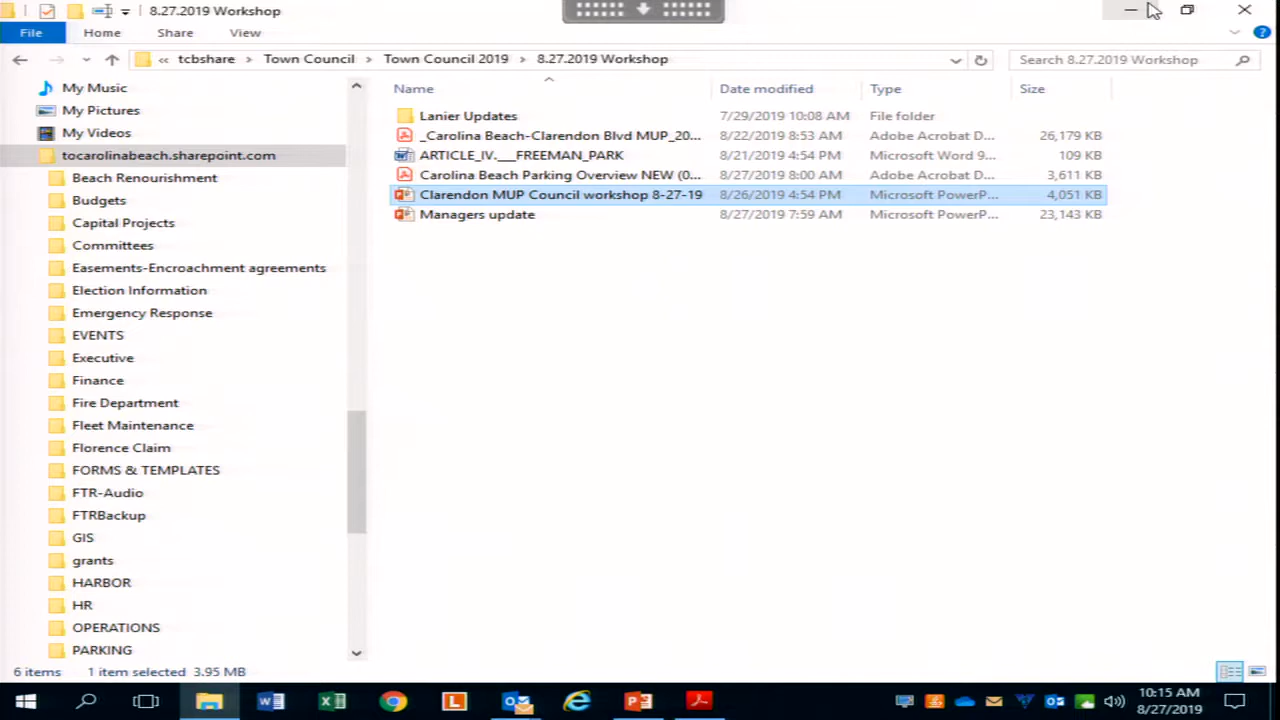 8.27.2019 Workshop
File Home Share View
« tcbshare > Town Council > Town Council 2019 > 8.27.2019 Workshop
Search 8.27.2019 Workshop
My Music
My Pictures
My Videos
tocarolinabeach.sharepoint.com
Beach Renourishment
Budgets
Capital Projects
Committees
Easements-Encroachment agreements
Election Information
Emergency Response
EVENTS
Executive
Finance
Fire Department
Fleet Maintenance
Florence Claim
FORMS & TEMPLATES
FTR-Audio
FTRBackup
GIS
grants
HARBOR
HR
OPERATIONS
PARKING
Name Date modified Type Size
Lanier Updates 7/29/2019 10:08 AM File folder
_Carolina Beach-Clarendon Blvd MUP_20... 8/22/2019 8:53 AM Adobe Acrobat D... 26,179 KB
ARTICLE_IV.___FREEMAN_PARK 8/21/2019 4:54 PM Microsoft Word 9... 109 KB
Carolina Beach Parking Overview NEW (0... 8/27/2019 8:00 AM Adobe Acrobat D... 3,611 KB
Clarendon MUP Council workshop 8-27-19 8/26/2019 4:54 PM Microsoft PowerP... 4,051 KB
Managers update 8/27/2019 7:59 AM Microsoft PowerP... 23,143 KB
6 items 1 item selected 3.95 MB
10:15 AM
8/27/2019